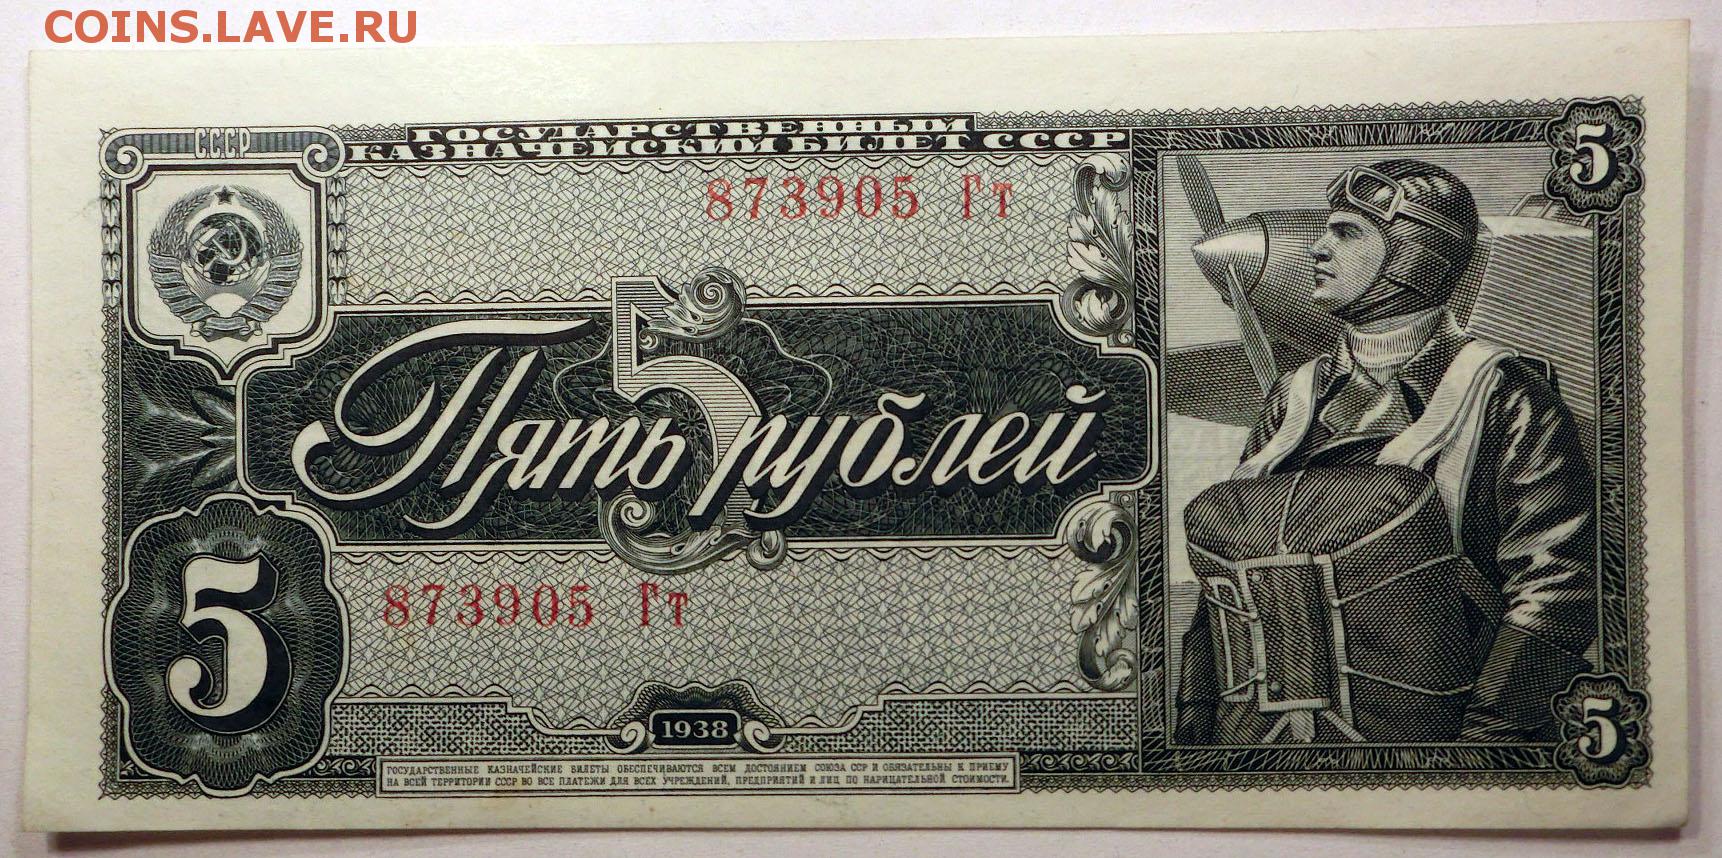 COINS.LAVE.RU
СССР
ГОСУДАРСТВЕННЫЙ
КАЗНАЧЕЙСКИЙ БИЛЕТ СССР
5
873905 Гт
5
Пять рублей
873905 Гт
5
1938
5
ГОСУДАРСТВЕННЫЕ КАЗНАЧЕЙСКИЕ БИЛЕТЫ ОБЕСПЕЧИВАЮТСЯ ВСЕМ ДОСТОЯНИЕМ СОЮЗА ССР И ОБЯЗАТЕЛЬНЫ К ПРИЕМУ
НА ВСЕЙ ТЕРРИТОРИИ СССР ВО ВСЕ ПЛАТЕЖИ ДЛЯ ВСЕХ УЧРЕЖДЕНИЙ, ПРЕДПРИЯТИЙ И ЛИЦ ПО НАРИЦАТЕЛЬНОЙ СТОИМОСТИ.